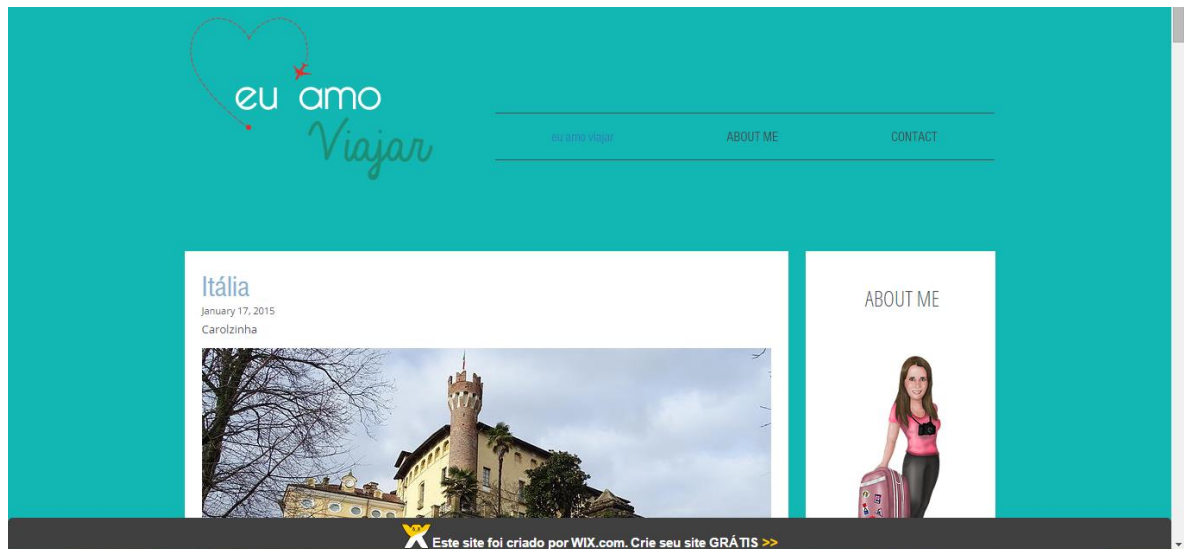 eu amo
Viajar
eu amo viajar ABOUT ME CONTACT
Itália
January 17, 2015
Carolzinha
ABOUT ME
Este site foi criado por WIX.com. Crie seu site GRÁTIS >>